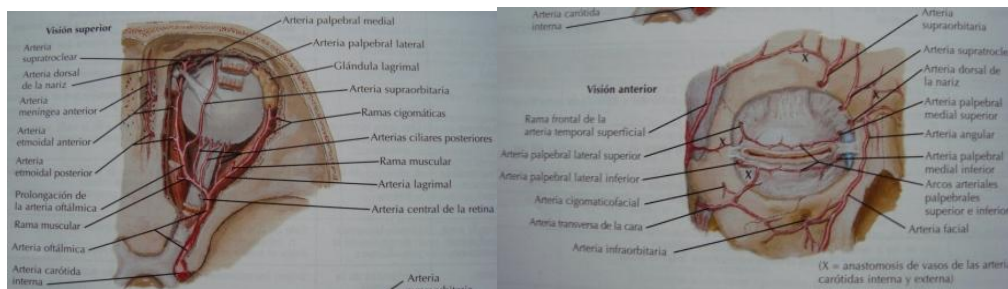 Visión superior
Arteria
supratroclear
Arteria dorsal
de la nariz
Arteria
meníngea anterior
Arteria
etmoidal anterior
Arteria
etmoidal posterior
Prolongación de
la arteria oftálmica
Rama muscular
Arteria oftálmica
Arteria carótida
interna
Arteria palpebral medial
Arteria palpebral lateral
Glándula lagrimal
Arteria supraorbitaria
Ramas cigomáticas
Arterias ciliares posteriores
Rama muscular
Arteria lagrimal
Arteria central de la retina
Arteria
Arteria carótida
interna
Visión anterior
X
X
Rama frontal de la
arteria temporal superficial
Arteria palpebral lateral superior
Arteria palpebral lateral inferior
Arteria cigomaticofacial
Arteria transversa de la cara
Arteria infraorbitaria
Arteria
supraorbitaria
Arteria supratrocle
Arteria dorsal de
la nariz
Arteria palpebral
medial superior
Arteria angular
Arteria palpebral
medial inferior
Arcos arteriales
palpebrales
superior e inferior
Arteria facial
(X = anastomosis de vasos de las arteria
carótidas interna y externa)